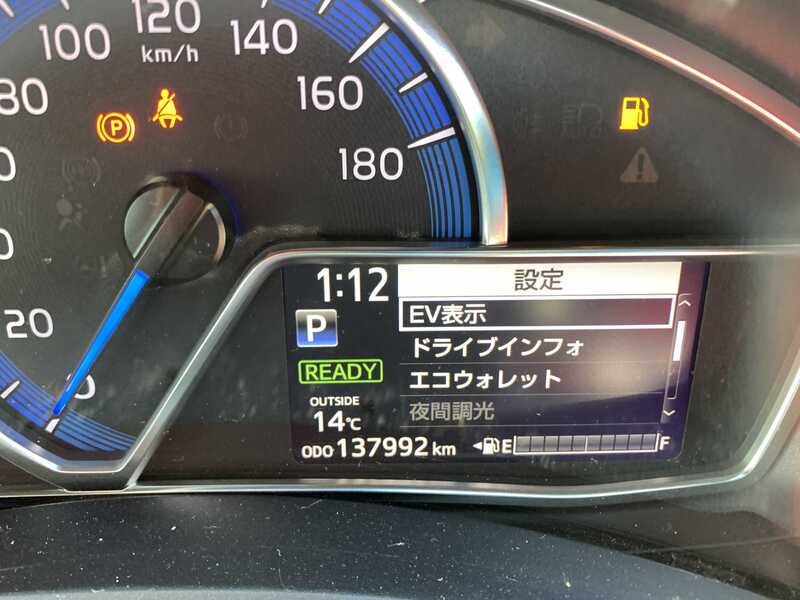 100 120 140
km/h
80 160
180
20
0
P
1:12 設定
P EV表示
ドライブインフォ
READY エコウォレット
OUTSIDE 夜間調光
14℃
ODO 137992 km E F